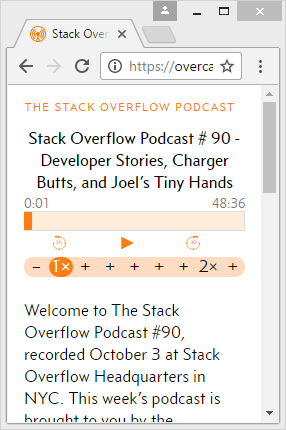 Stack Over
https://overca
THE STACK OVERFLOW PODCAST
Stack Overflow Podcast # 90 -
Developer Stories, Charger
Butts, and Joel’s Tiny Hands
0:01 48:36
30 30
– 1× + + + + + 2× +
Welcome to The Stack
Overflow Podcast #90,
recorded October 3 at Stack
Overflow Headquarters in
NYC. This week’s podcast is
brought to you by the